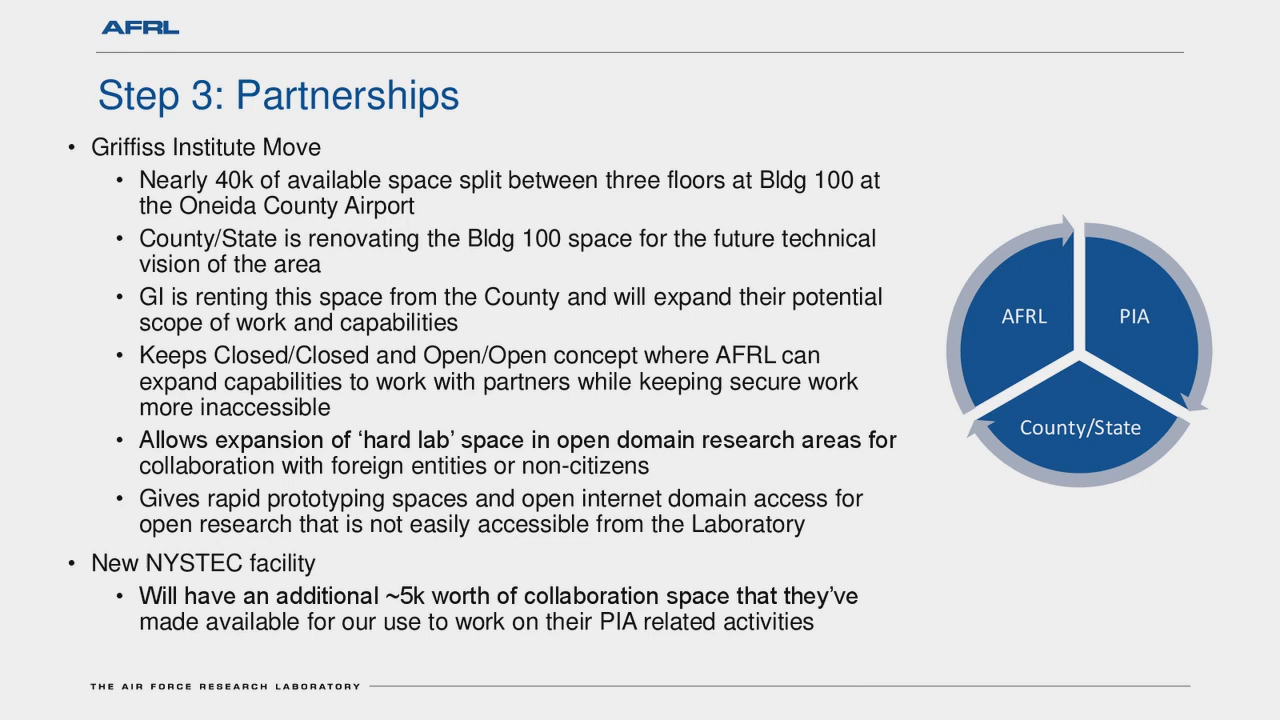 AFRL
Step 3: Partnerships
• Griffiss Institute Move
• Nearly 40k of available space split between three floors at Bldg 100 at
the Oneida County Airport
• County/State is renovating the Bldg 100 space for the future technical
vision of the area
• GI is renting this space from the County and will expand their potential
scope of work and capabilities
• Keeps Closed/Closed and Open/Open concept where AFRL can
expand capabilities to work with partners while keeping secure work
more inaccessible
• Allows expansion of ‘hard lab’ space in open domain research areas for
collaboration with foreign entities or non-citizens
• Gives rapid prototyping spaces and open internet domain access for
open research that is not easily accessible from the Laboratory
• New NYSTEC facility
• Will have an additional ~5k worth of collaboration space that they’ve
made available for our use to work on their PIA related activities
AFRL
PIA
County/State
THE AIR FORCE RESEARCH LABORATORY